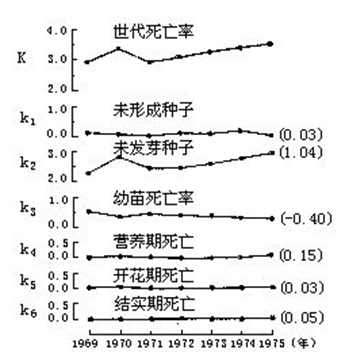 4.0
世代死亡率
K 3.0
2.0
1.0
未形成种子
k1
0.0 (0.03)
未发芽种子
3.0 (1.04)
k2
2.0
1.0
幼苗死亡率
k3
0.0 (-0.40)
k4 0.5 营养期死亡 (0.15)
0.0
k5 0.5 开花期死亡 (0.03)
0.0
k6 0.5 结实期死亡 (0.05)
0.0
1969 1970 1971 1972 1973 1974 1975 (年)